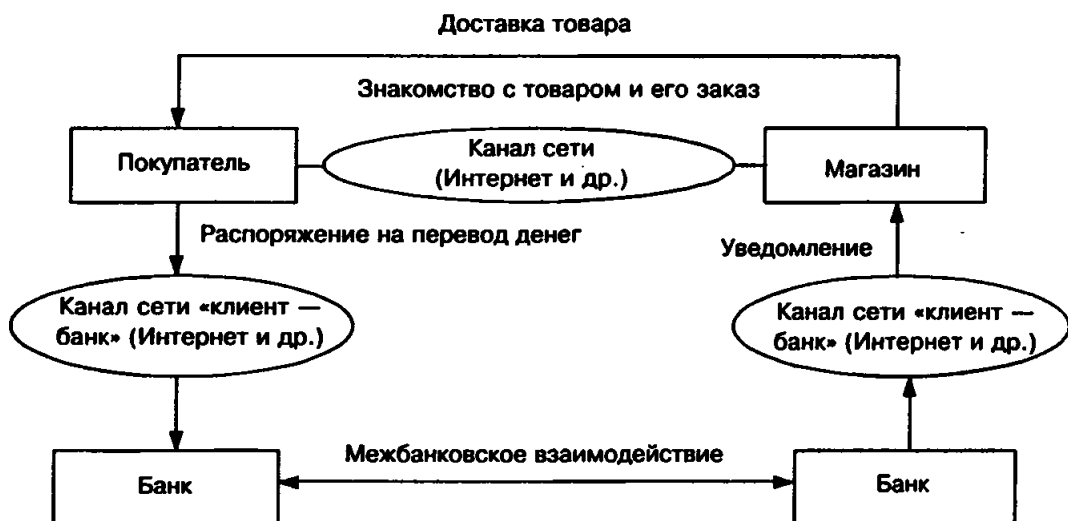 Доставка товара
Знакомство с товаром и его заказ
Покупатель
Канал сети
(Интернет и др.)
Магазин
Распоряжение на перевод денег
Уведомление
Канал сети «клиент —
банк» (Интернет и др.)
Канал сети «клиент —
банк» (Интернет и др.)
Межбанковское взаимодействие
Банк
Банк